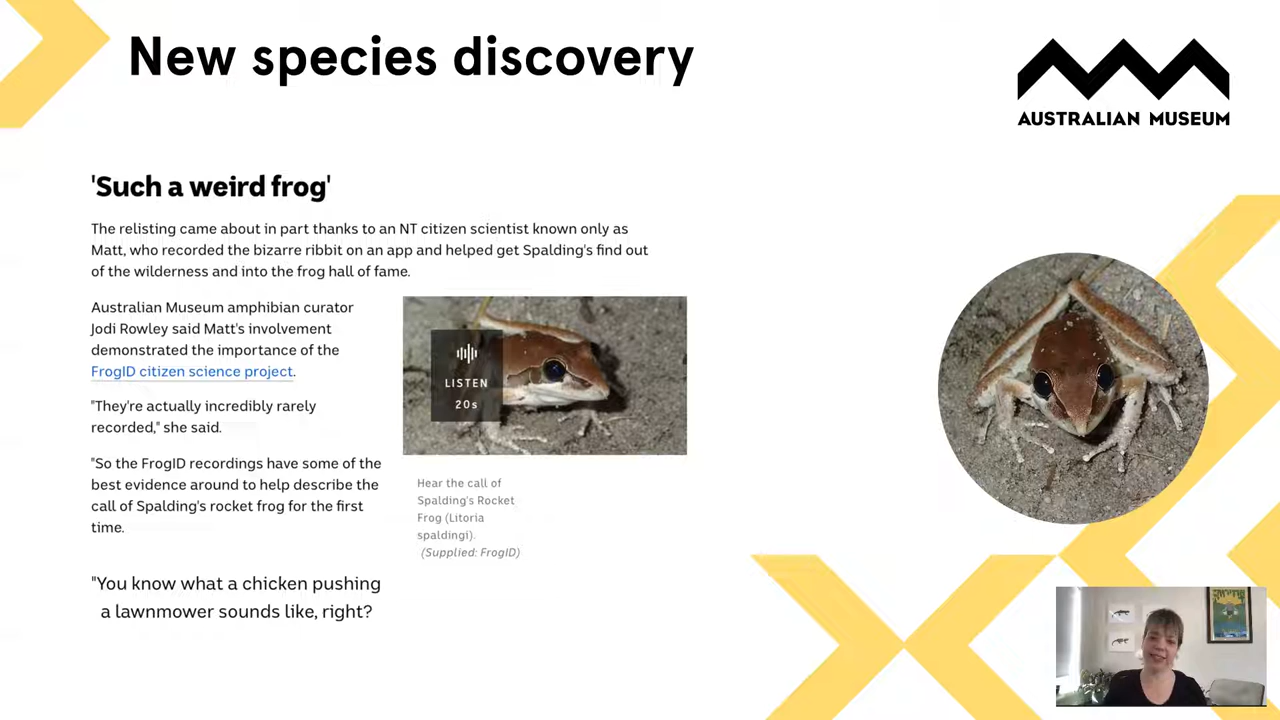 New species discovery
AUSTRALIAN MUSEUM
'Such a weird frog'
The relisting came about in part thanks to an NT citizen scientist known only as
Matt, who recorded the bizarre ribbit on an app and helped get Spalding's find out
of the wilderness and into the frog hall of fame.
Australian Museum amphibian curator
Jodi Rowley said Matt's involvement
demonstrated the importance of the
FrogID citizen science project.
"They're actually incredibly rarely
recorded," she said.
"So the FrogID recordings have some of the
best evidence around to help describe the
call of Spalding's rocket frog for the first
time.
"You know what a chicken pushing
a lawnmower sounds like, right?
LISTEN
20s
Hear the call of
Spalding's Rocket
Frog (Litoria
spaldingi).
(Supplied: FrogID)